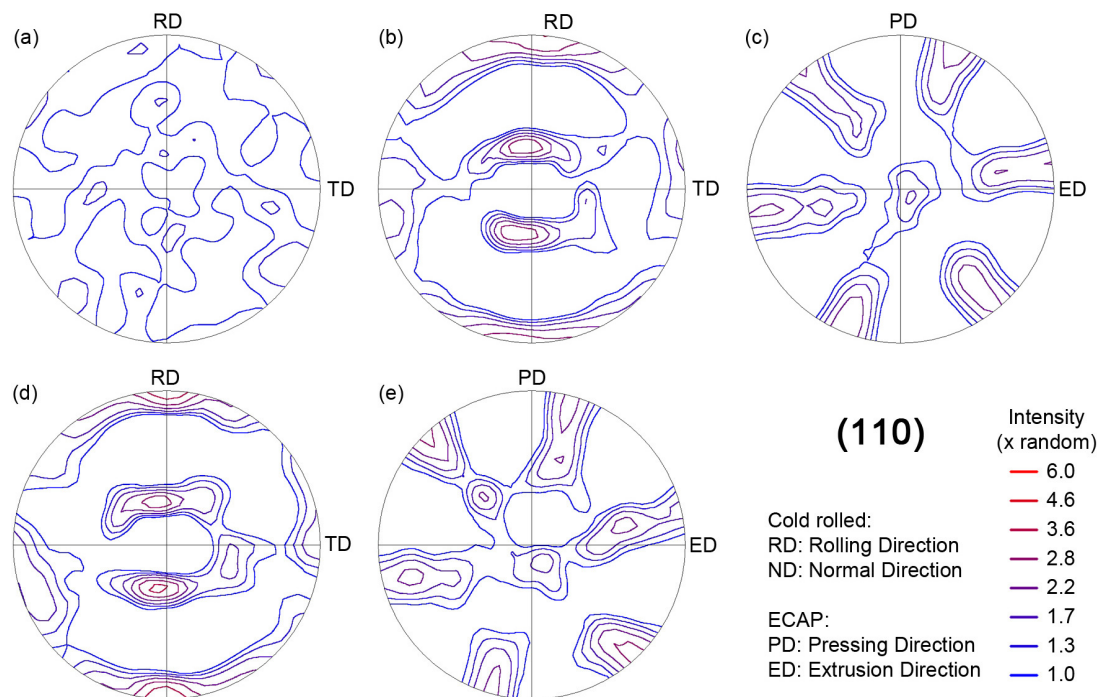 (a)
RD
TD
(b)
RD
TD
(c)
PD
ED
(d)
RD
TD
(e)
PD
ED
(110)
Cold rolled:
RD: Rolling Direction
ND: Normal Direction
ECAP:
PD: Pressing Direction
ED: Extrusion Direction
Intensity
(x random)
6.0
4.6
3.6
2.8
2.2
1.7
1.3
1.0